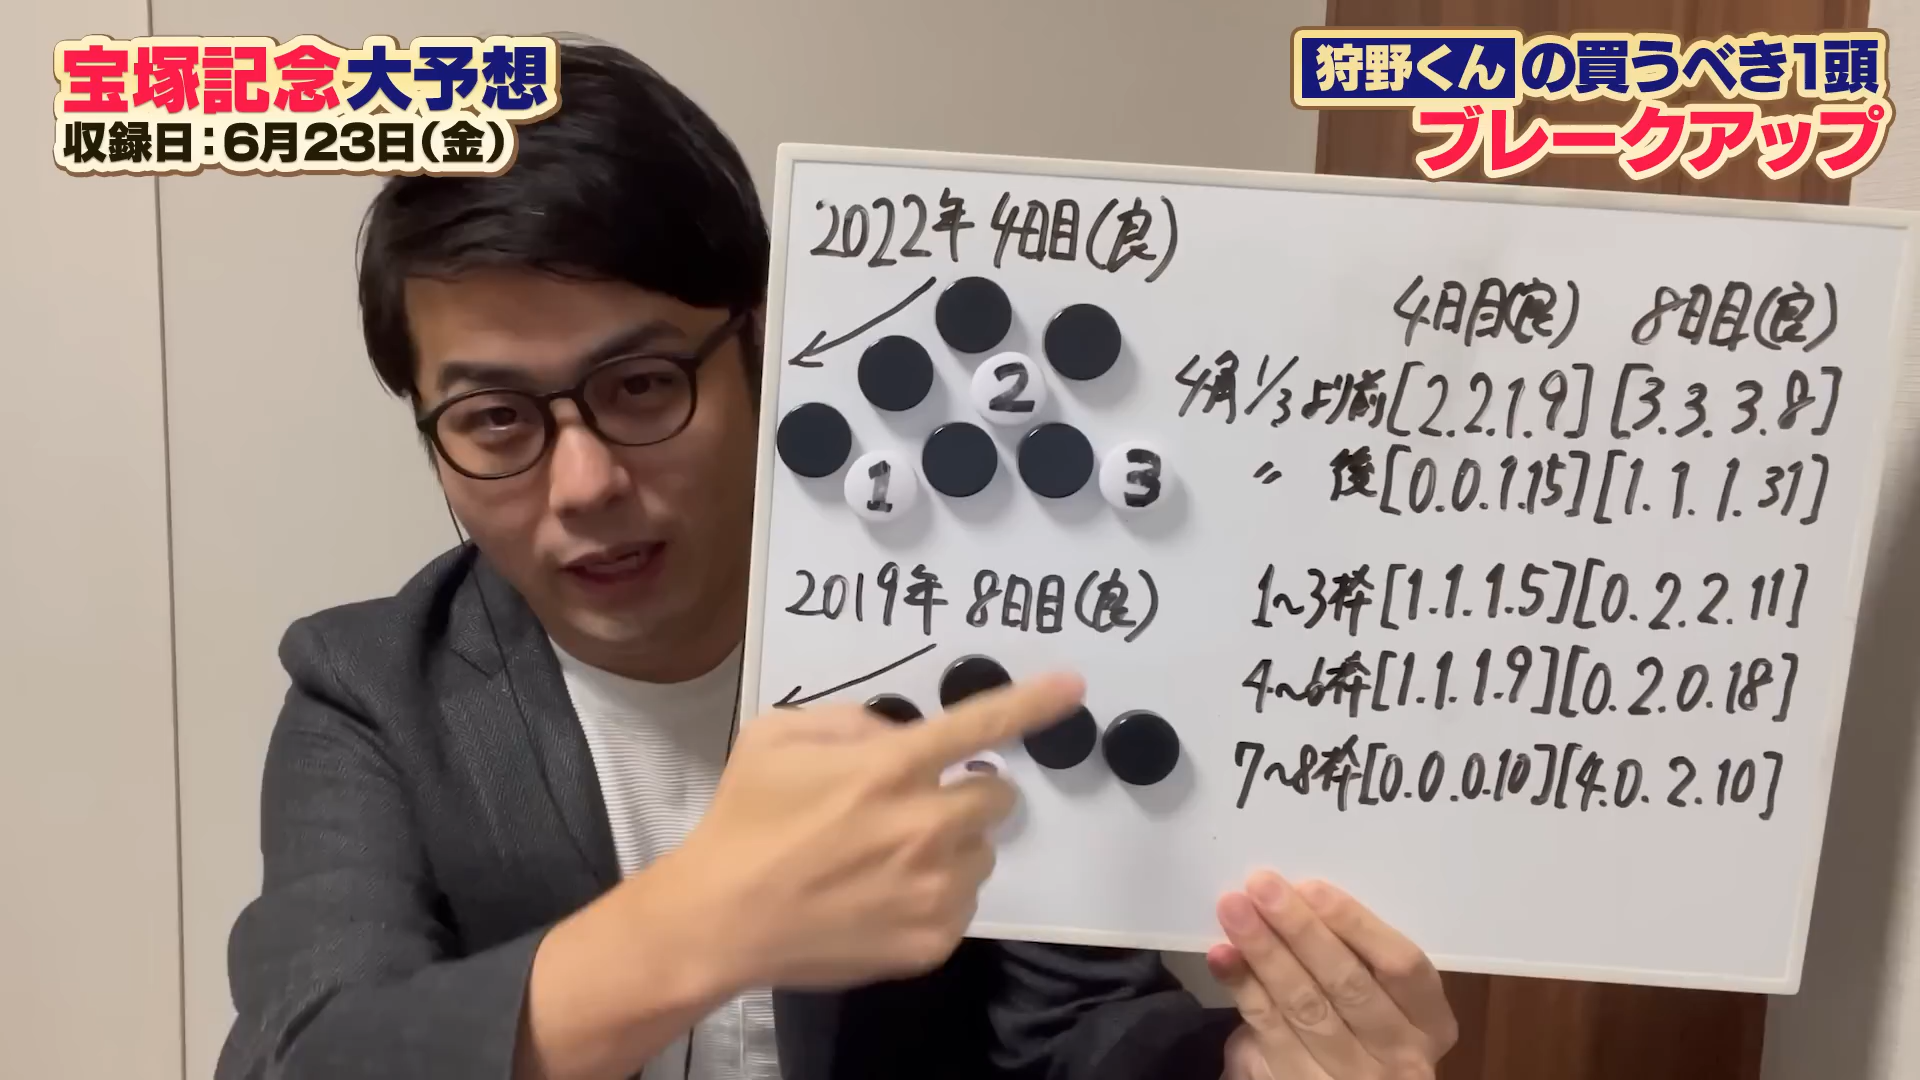 宝塚記念大予想
収録日:6月23日(金)
狩野くんの買うべき1頭
ブレークアップ
2022年 4日目(良)
2
1
3
2019年 8日目(良)
4日目(良) 8日目(良)
4角1/3より前[2.2.1.9][3.3.3.8]
〃 後[0.0.1.15][1.1.1.31]
1~3枠[1.1.1.5][0.2.2.11]
4~6枠[1.1.1.9][0.2.0.18]
7~8枠[0.0.0.10][4.0.2.10]